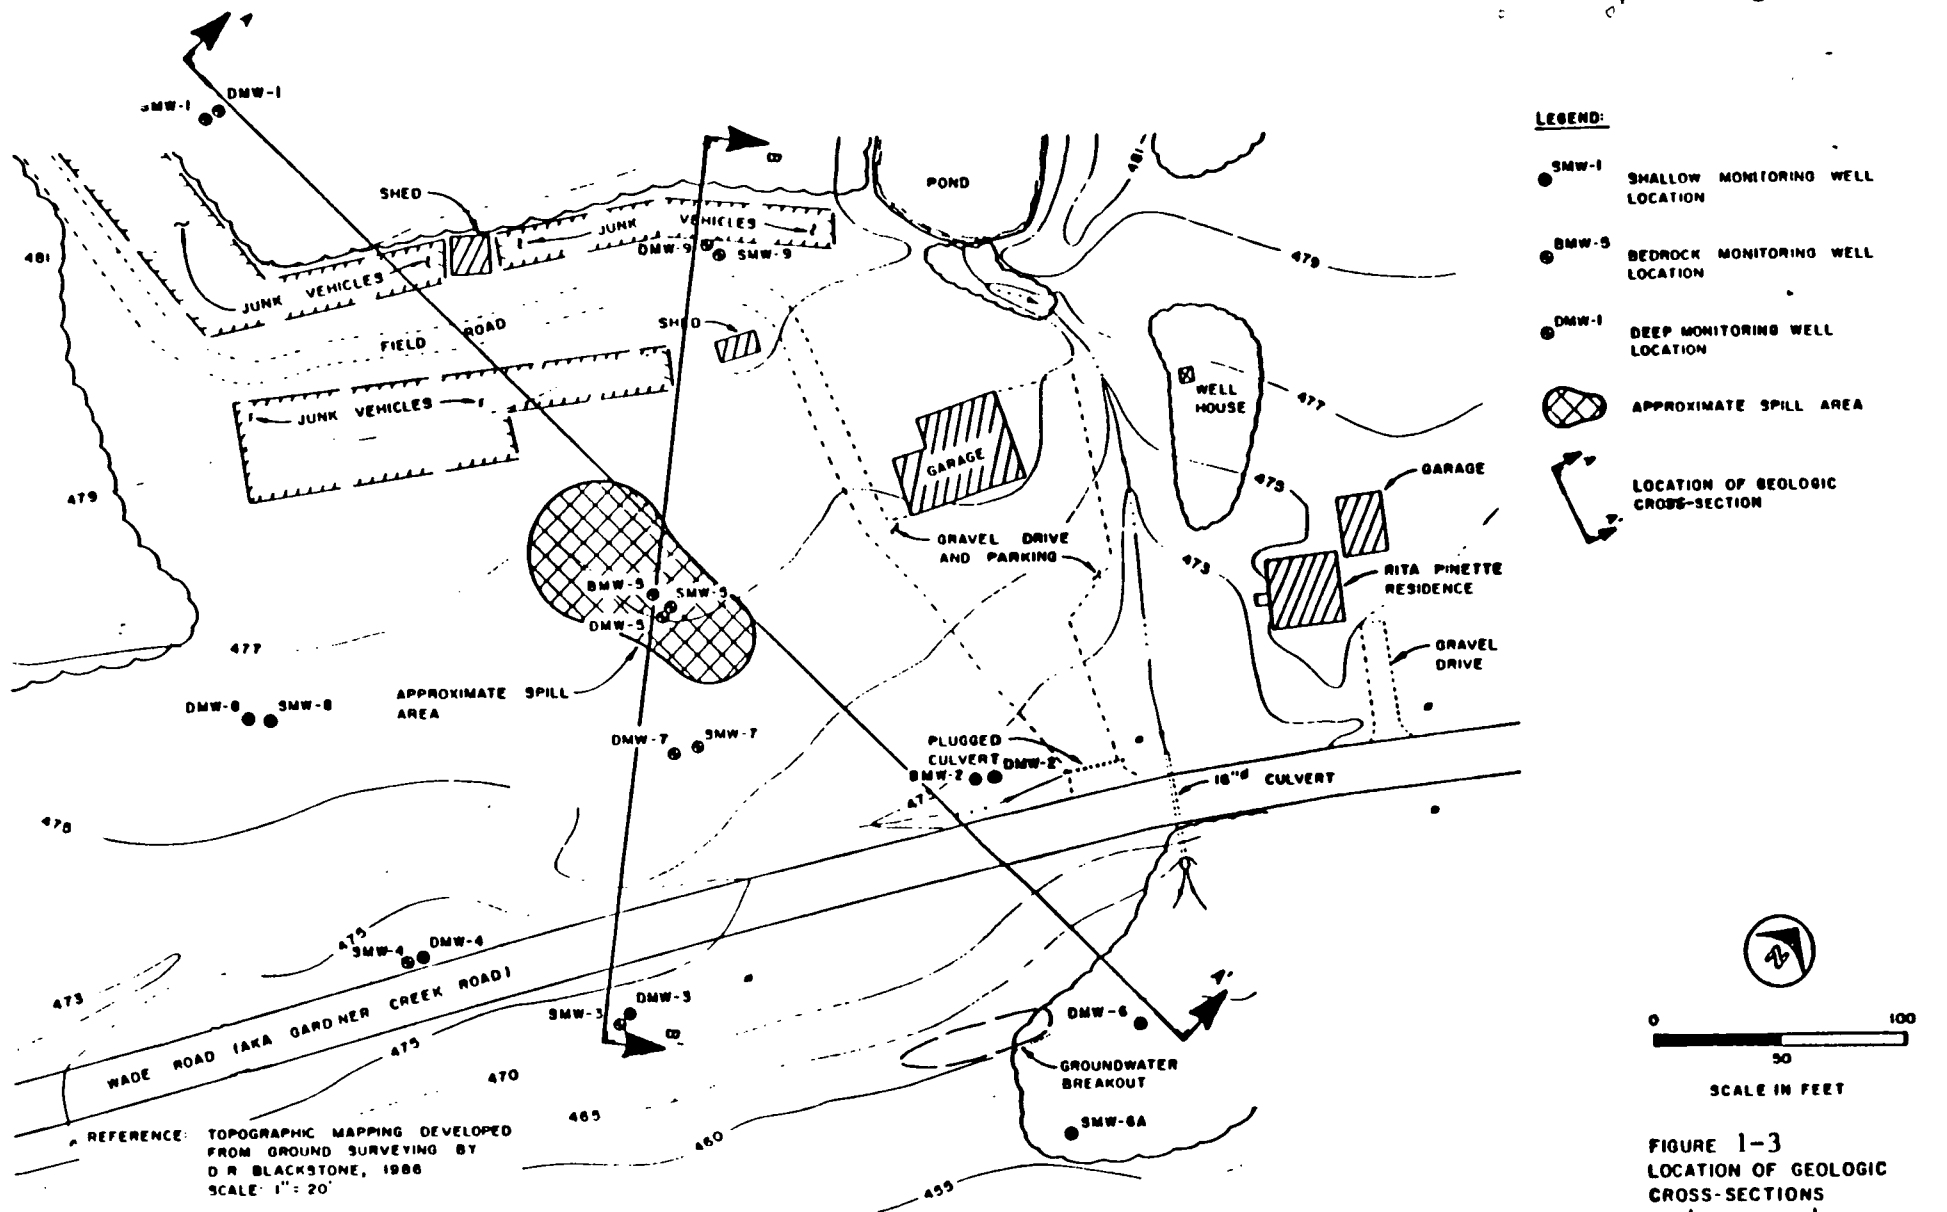 DMW-1
SMW-1
SHED
B
POND
481
JUNK VEHICLES
DMW-9
SMW-9
481
JUNK VEHICLES
479
SHED
FIELD ROAD
JUNK VEHICLES
WELL
HOUSE
477
GARAGE
479
475
GARAGE
GRAVEL DRIVE
AND PARKING
473
RITA PINETTE
RESIDENCE
BMW-5
SMW-5
DMW-5
477
GRAVEL
DRIVE
APPROXIMATE SPILL
AREA
DMW-8
SMW-8
DMW-7
SMW-7
PLUGGED
CULVERT
BMW-2
DMW-2
18"d CULVERT
475
SMW-4
DMW-4
473
WADE ROAD (AKA GARDNER CREEK ROAD)
SMW-3
DMW-3
B
A'
DMW-6
475
GROUNDWATER
BREAKOUT
470
465
460
455
SMW-6A
REFERENCE: TOPOGRAPHIC MAPPING DEVELOPED
FROM GROUND SURVEYING BY
D R BLACKSTONE, 1986
SCALE: 1" = 20'
LEGEND:
SMW-1
SHALLOW MONITORING WELL
LOCATION
BMW-5
BEDROCK MONITORING WELL
LOCATION
DMW-1
DEEP MONITORING WELL
LOCATION
APPROXIMATE SPILL AREA
LOCATION OF GEOLOGIC
CROSS-SECTION
N
0
50
100
SCALE IN FEET
FIGURE 1-3
LOCATION OF GEOLOGIC
CROSS-SECTIONS